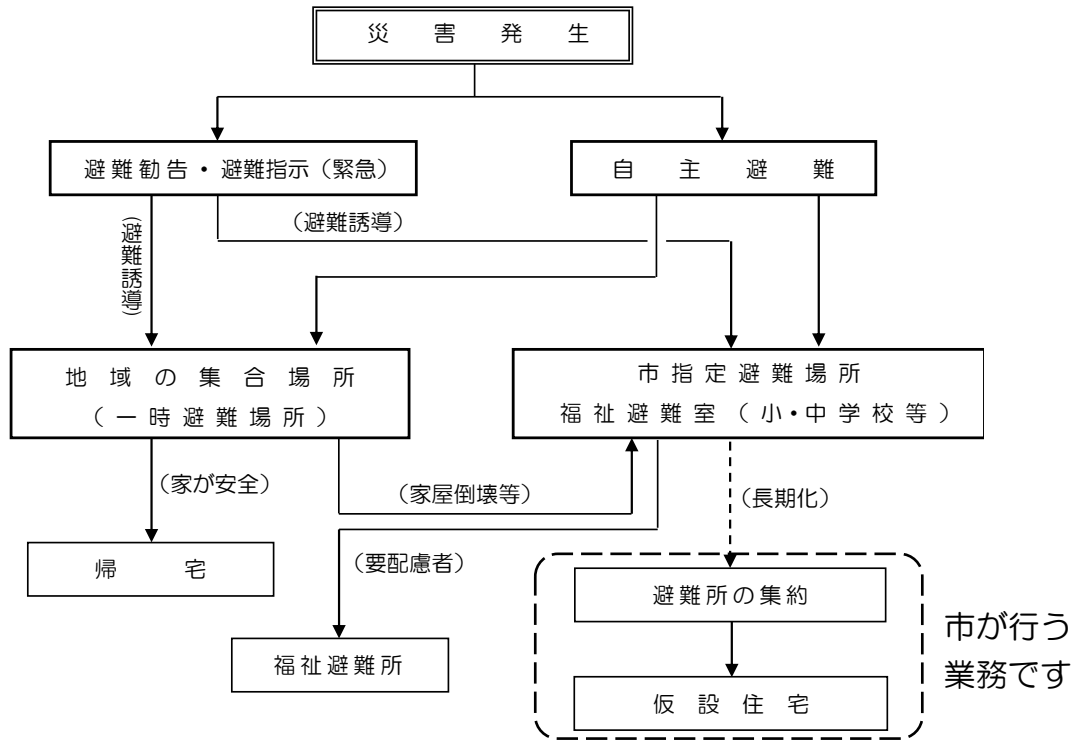 災害発生
避難勧告・避難指示（緊急）
自主避難
（避難誘導）
（避難誘導）
地域の集合場所
（一時避難場所）
市指定避難場所
福祉避難室（小・中学校等）
（家が安全）
（家屋倒壊等）
（長期化）
帰宅
（要配慮者）
避難所の集約
市が行う
業務です
福祉避難所
仮設住宅